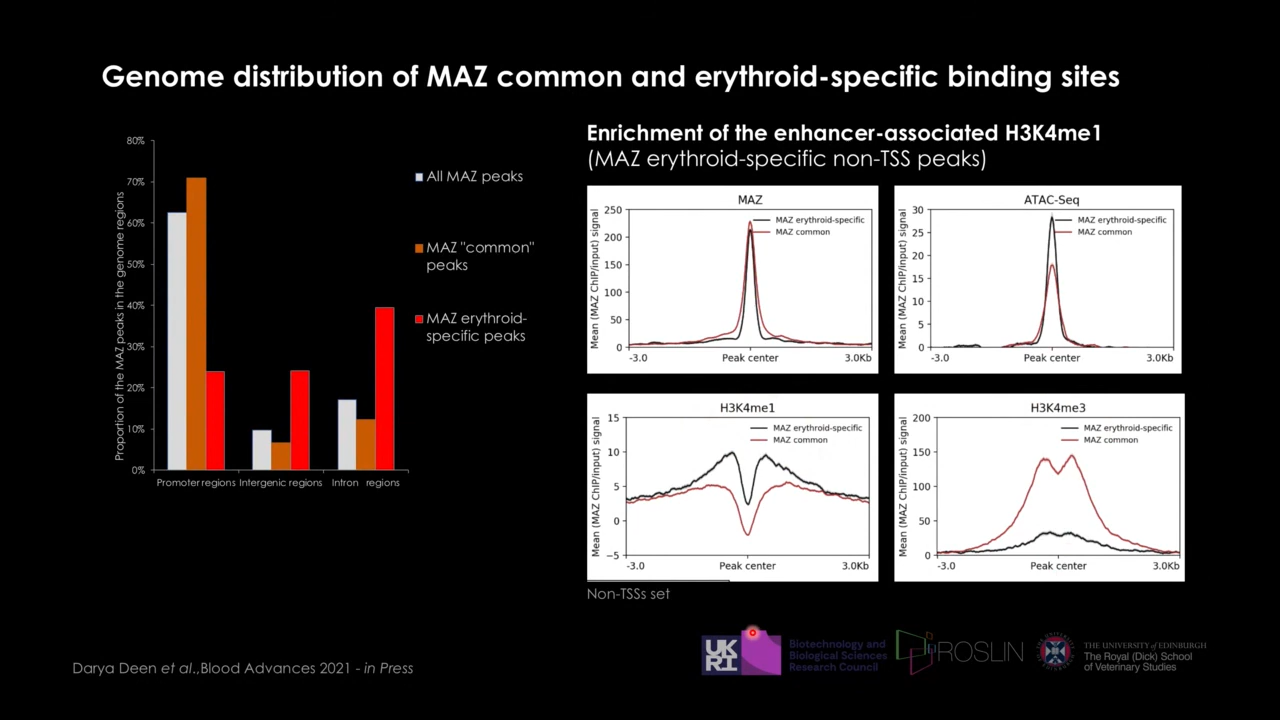 Genome distribution of MAZ common and erythroid-specific binding sites
80%
70%
60%
50%
40%
30%
20%
10%
0%
Proportion of the MAZ peaks in the genome regions
Promoter regions
Intergenic regions
Intron regions
All MAZ peaks
MAZ "common"
peaks
MAZ erythroid-
specific peaks
Enrichment of the enhancer-associated H3K4me1
(MAZ erythroid-specific non-TSS peaks)
MAZ
Mean (MAZ ChIP/input) signal
250
200
150
100
50
0
MAZ erythroid-specific
MAZ common
-3.0
Peak center
3.0Kb
ATAC-Seq
Mean (MAZ ChIP/input) signal
30
25
20
15
10
5
0
MAZ erythroid-specific
MAZ common
-3.0
Peak center
3.0Kb
H3K4me1
Mean (MAZ ChIP/input) signal
15
10
5
0
−5
MAZ erythroid-specific
MAZ common
-3.0
Peak center
3.0Kb
H3K4me3
Mean (MAZ ChIP/input) signal
200
150
100
50
0
MAZ erythroid-specific
MAZ common
-3.0
Peak center
3.0Kb
Non-TSSs set
Darya Deen et al.,Blood Advances 2021 - in Press
UK
RI
Biotechnology and
Biological Sciences
Research Council
ROSLIN
THE UNIVERSITY of EDINBURGH
The Royal (Dick) School
of Veterinary Studies